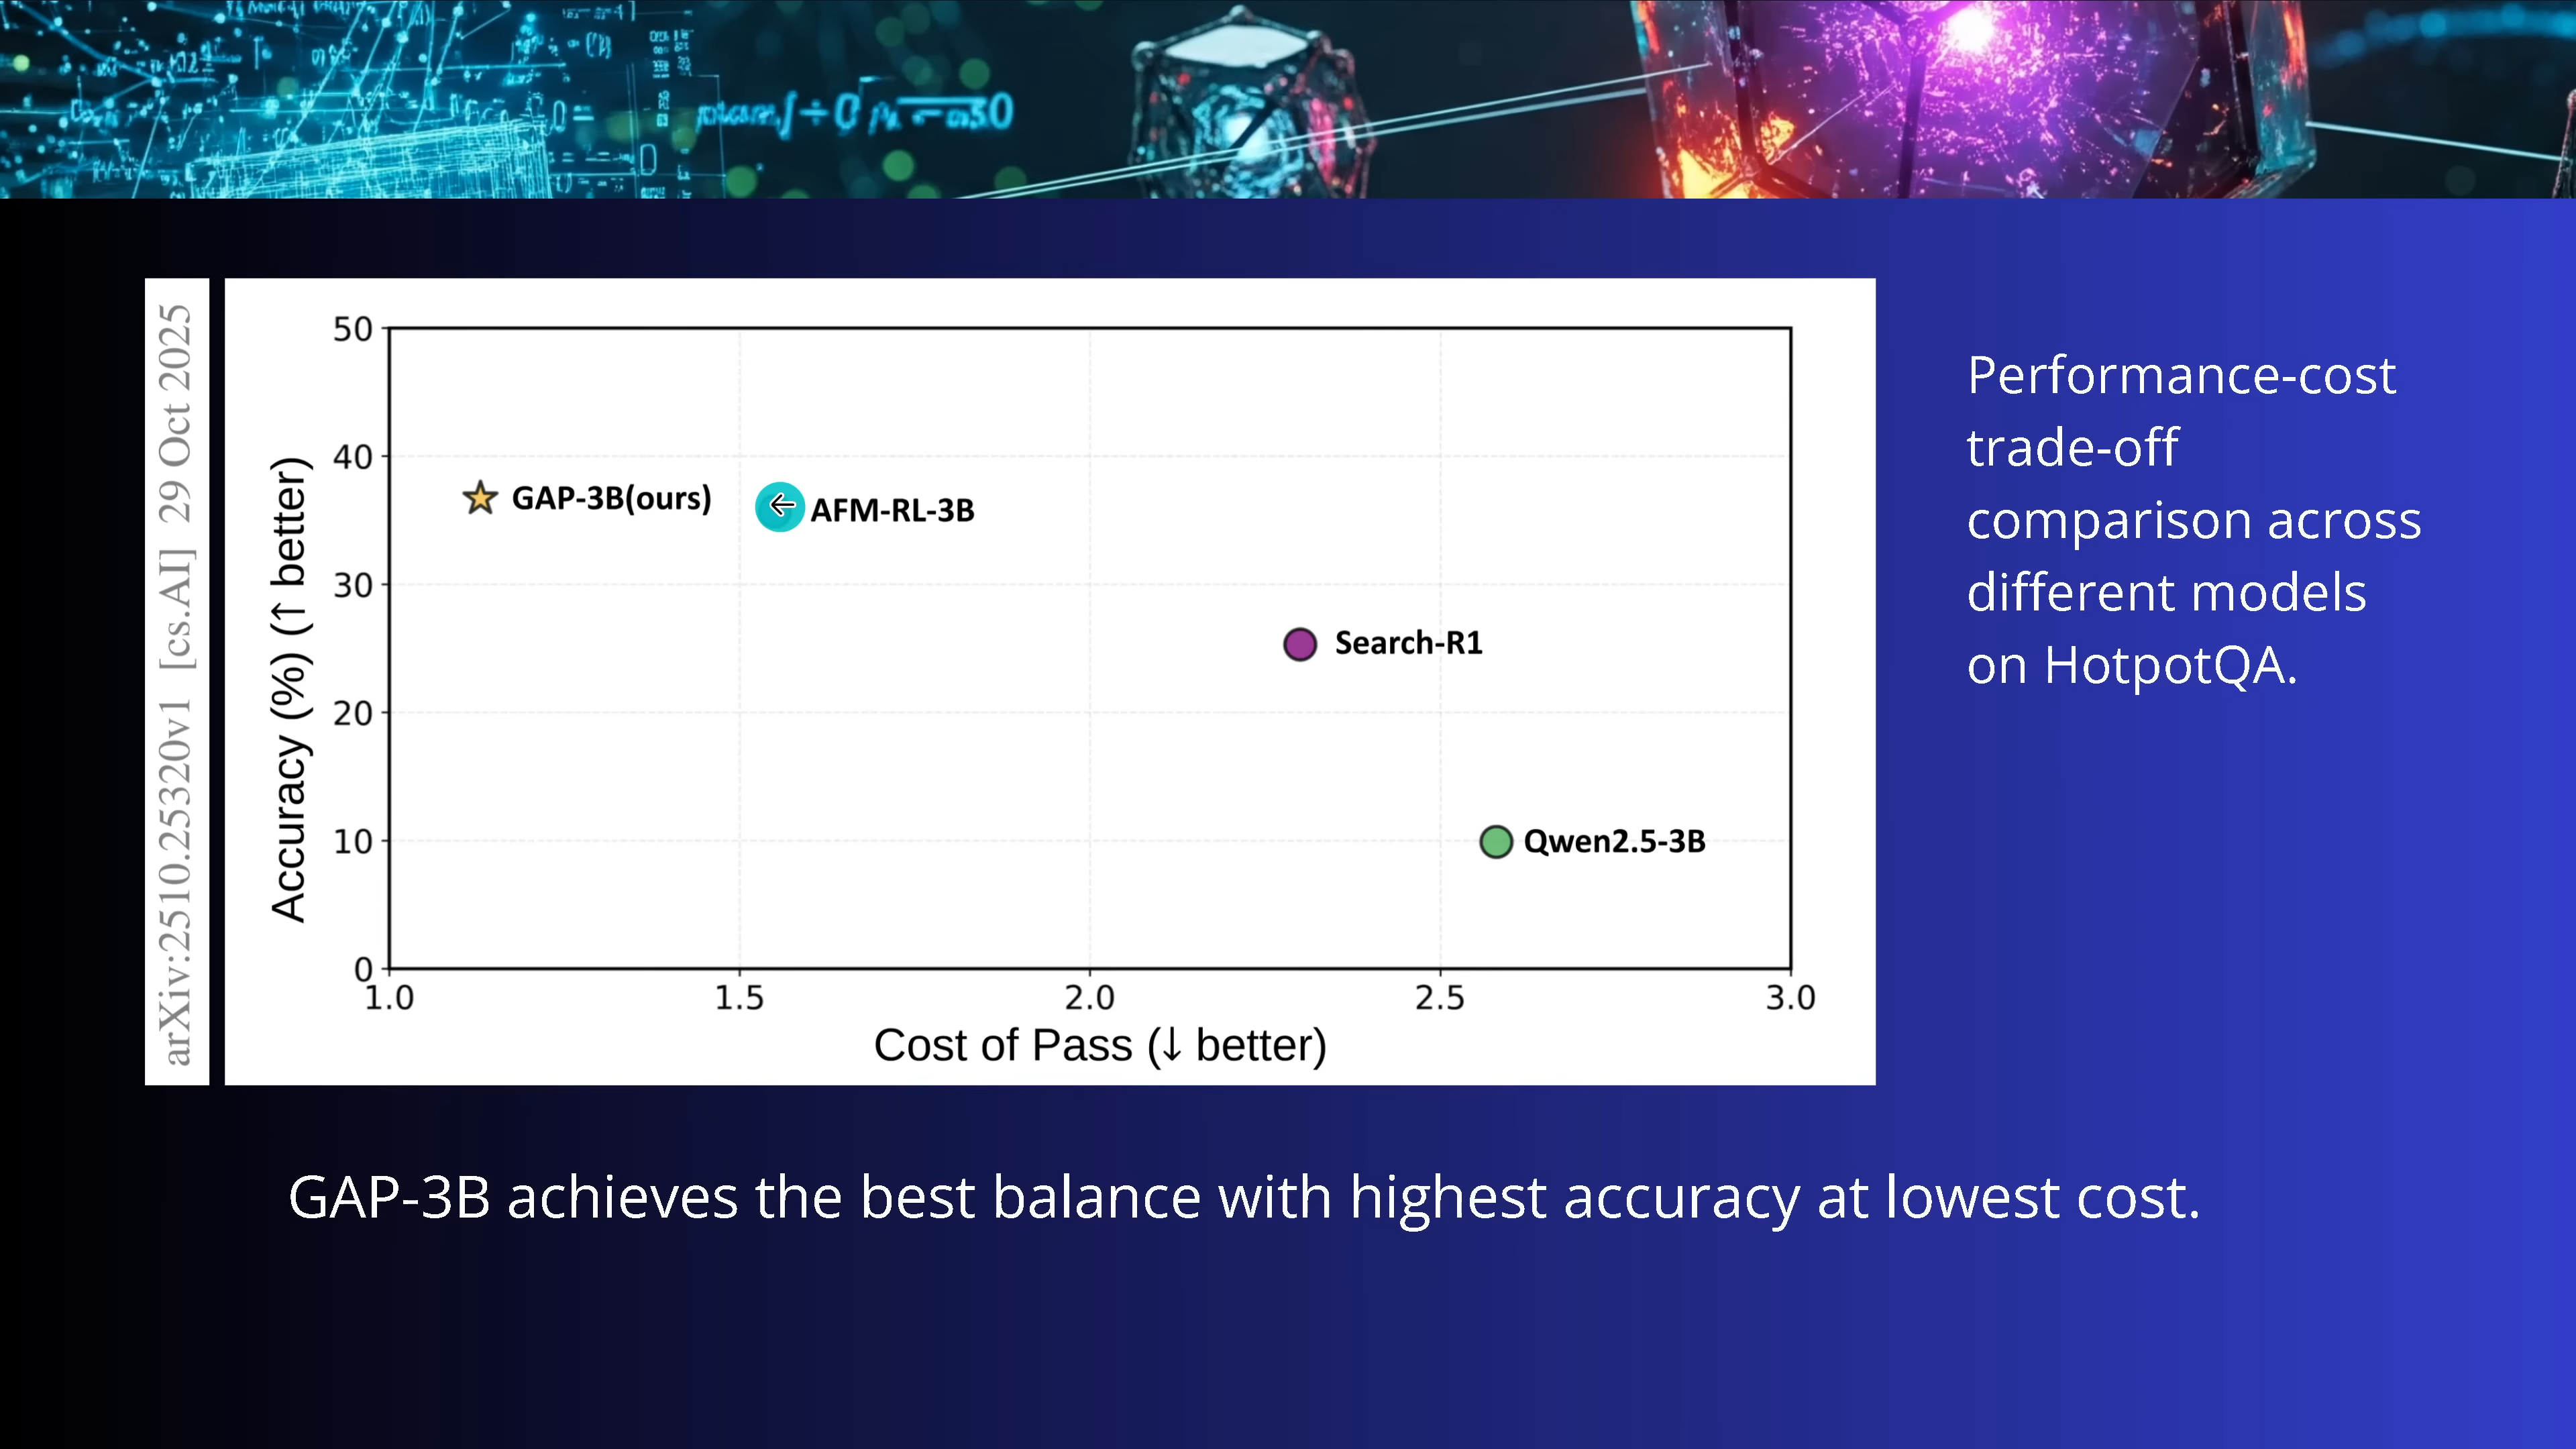 arXiv:2510.25320v1 [cs.AI] 29 Oct 2025
Accuracy (%) (↑ better)
50
40
30
20
10
0
GAP-3B(ours)
AFM-RL-3B
Search-R1
Qwen2.5-3B
1.0 1.5 2.0 2.5 3.0
Cost of Pass (↓ better)
Performance-cost
trade-off
comparison across
different models
on HotpotQA.
GAP-3B achieves the best balance with highest accuracy at lowest cost.